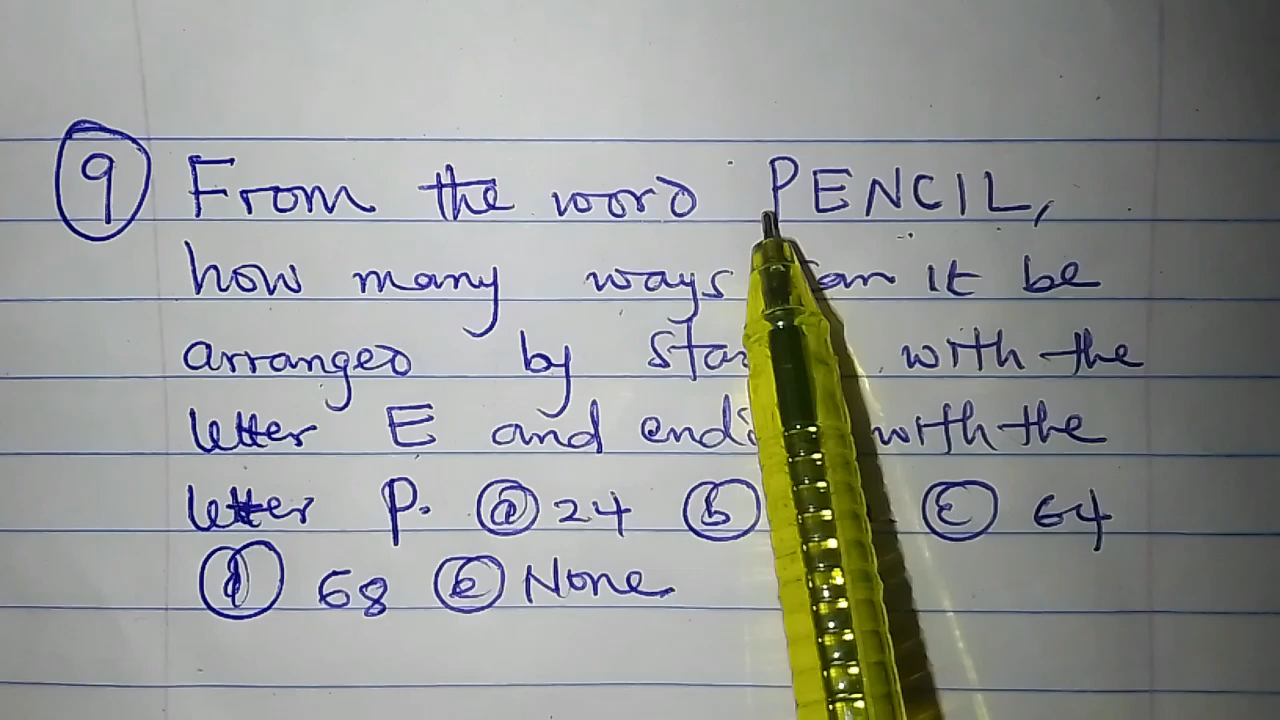 9 From the word PENCIL,
how many ways can it be
arranged by with the
letter E and with the
letter P. (a) 24 (b) (c) 64
(d) 68 (e) None